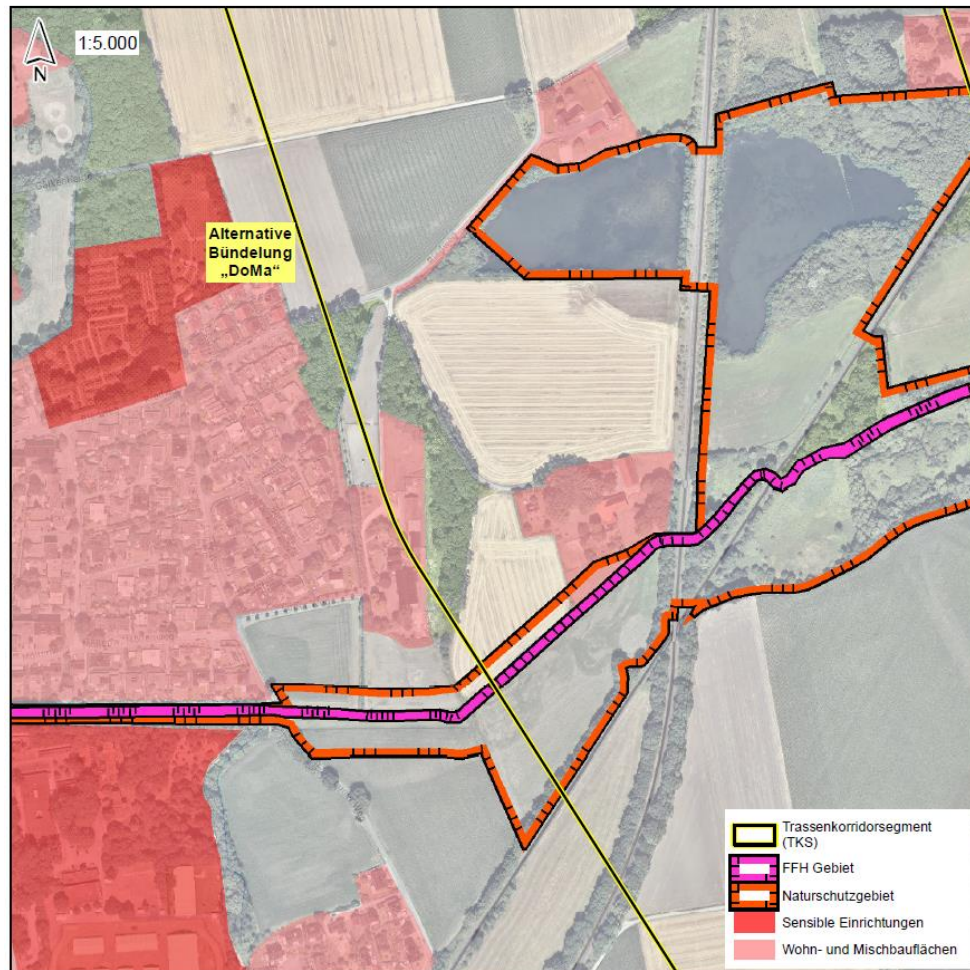 N
1:5.000
Alternative
Bündelung
„DoMa“
Trassenkorridorsegment
(TKS)
FFH Gebiet
Naturschutzgebiet
Sensible Einrichtungen
Wohn- und Mischbauflächen